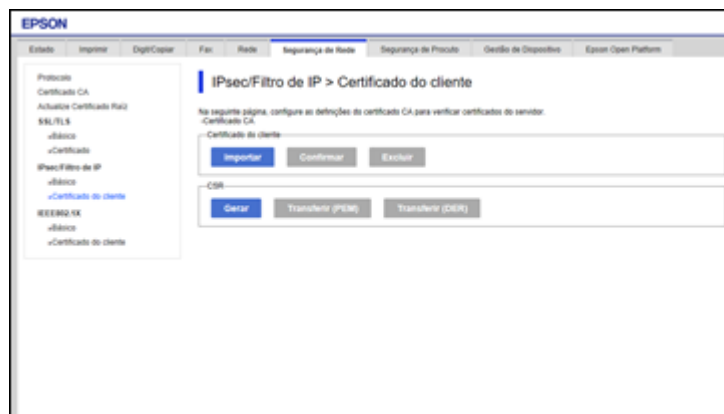 EPSON
Estado Imprimir Digit/Copiar Fax Rede Segurança de Rede Segurança de Procuto Gestão de Dispositivo Epson Open Platform
Protocolo
Certificado CA
Actualize Certificado Raíz
SSL/TLS
»Básico
»Certificado
IPsec/Filtro de IP
»Básico
»Certificado do cliente
IEEE802.1X
»Básico
»Certificado do cliente
IPsec/Filtro de IP > Certificado do cliente
Na seguinte página, configure as definições do certificado CA para verificar certificados do servidor.
-Certificado CA
Certificado do cliente
Importar Confirmar Excluir
CSR
Gerar Transferir (PEM) Transferir (DER)